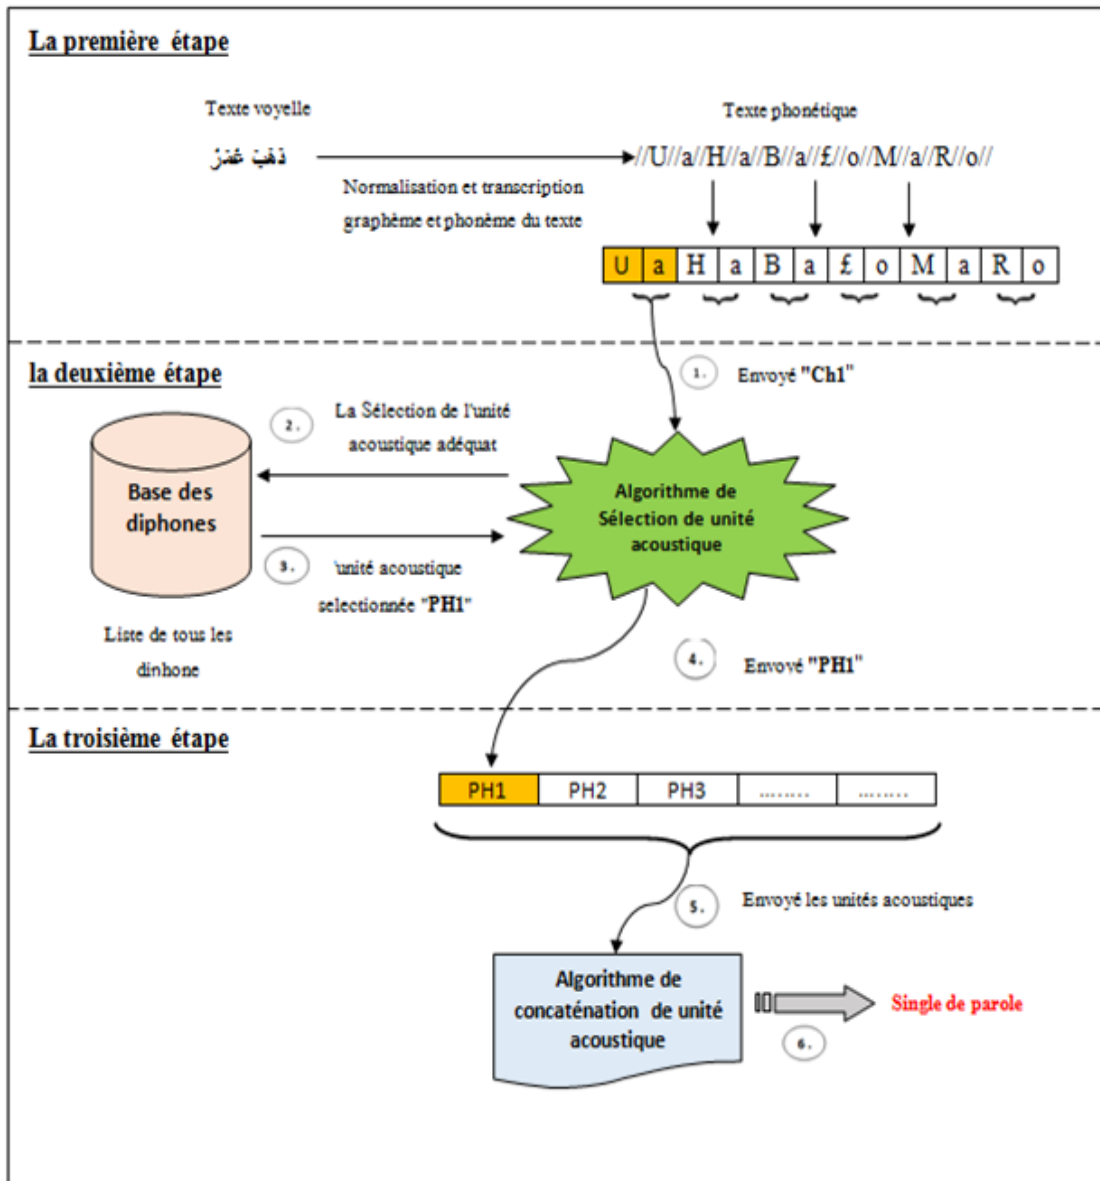 La première étape
Texte voyelle
Texte phonétique
ذَهَبَ عُمَرُ
//U//a//H//a//B//a//£//o//M//a//R//o//
Normalisation et transcription
graphème et phonème du texte
U a H a B a £ o M a R o
la deuxième étape
1. Envoyé "Ch1"
2. La Sélection de l'unité
acoustique adéquat
Base des
diphones
Algorithme de
Sélection de unité
acoustique
3. 'unité acoustique
selectionnée "PH1"
Liste de tous les
dinhone
4. Envoyé "PH1"
La troisième étape
PH1 PH2 PH3 ........ ........
5. Envoyé les unités acoustiques
Algorithme de
concaténation de unité
acoustique
Single de parole
6.